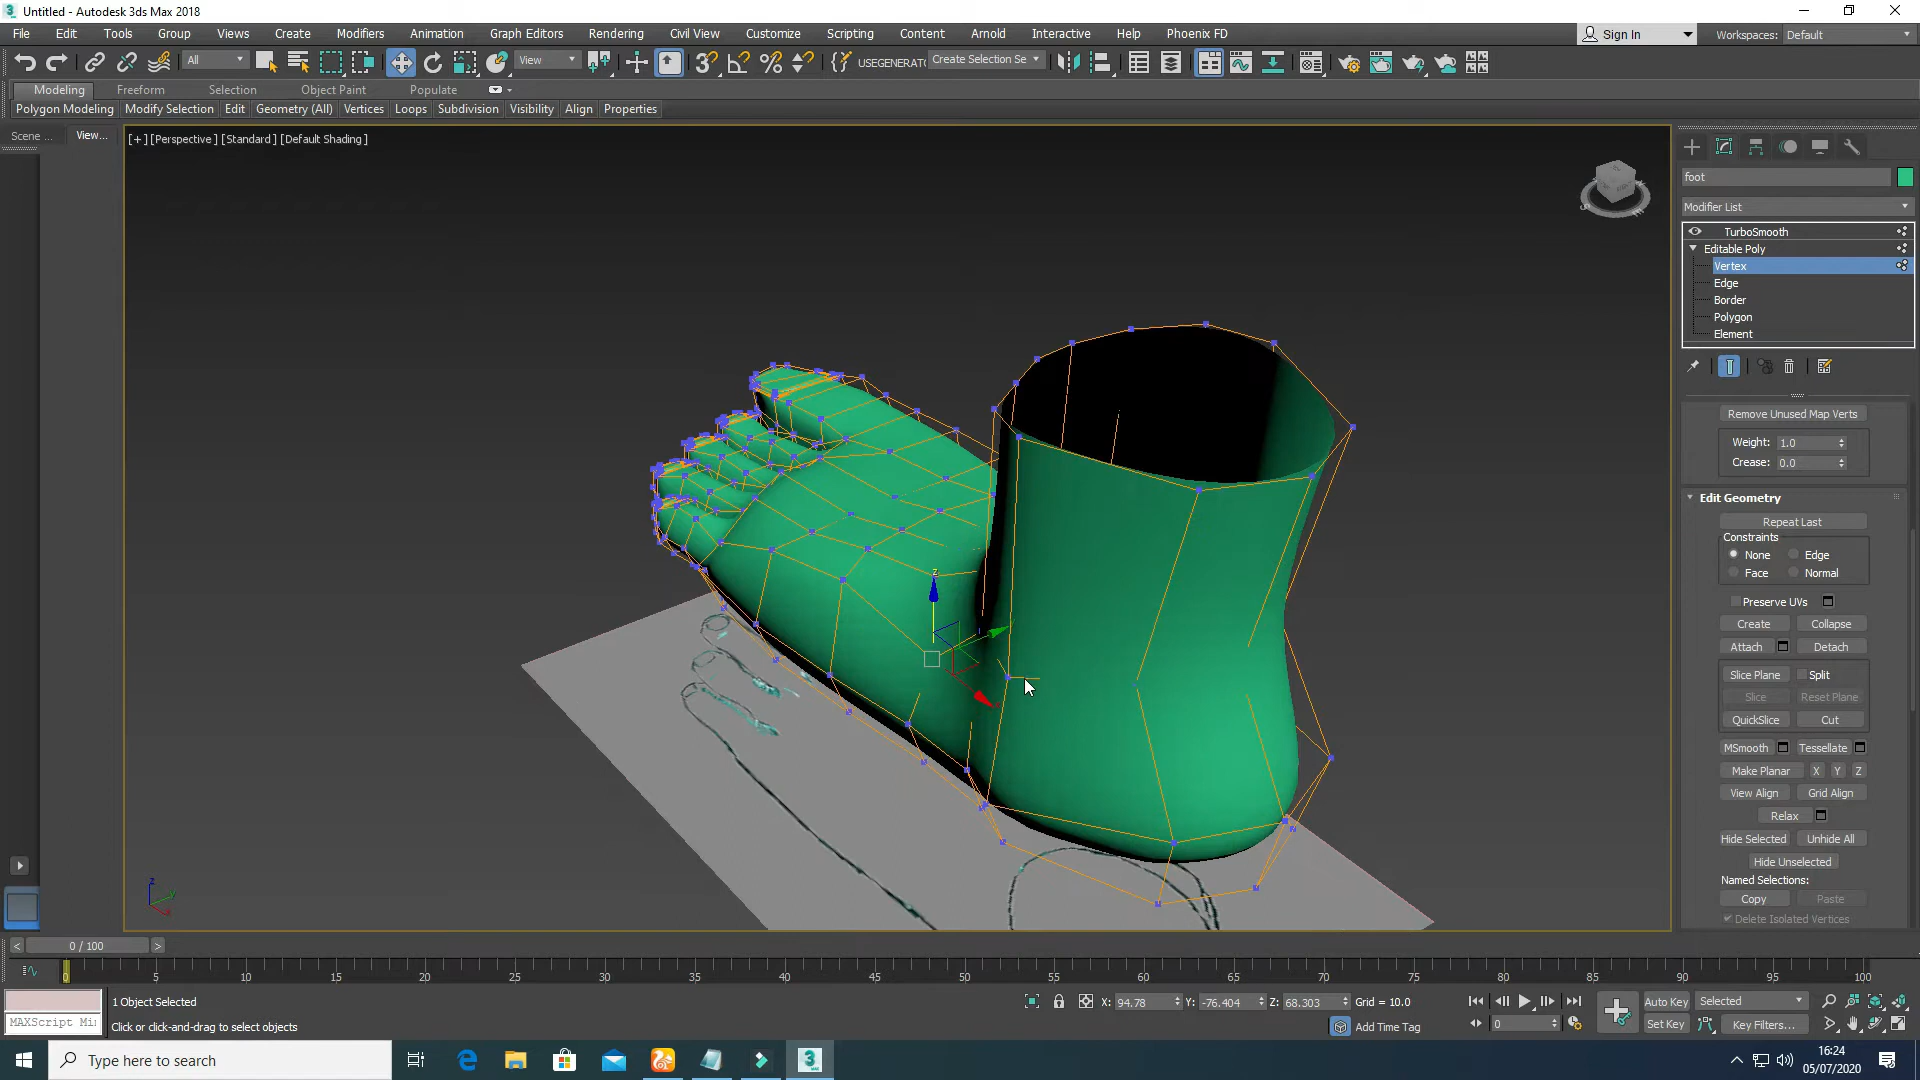 Untitled - Autodesk 3ds Max 2018
File Edit Tools Group Views Create Modifiers Animation Graph Editors Rendering Civil View Customize Scripting Content Arnold Interactive Help Phoenix FD
Sign In Workspaces: Default
All View USEGENERATO Create Selection Se
Modeling Freeform Selection Object Paint Populate
Polygon Modeling Modify Selection Edit Geometry (All) Vertices Loops Subdivision Visibility Align Properties
Scene ... View...
[+] [Perspective ] [Standard ] [Default Shading ]
foot
Modifier List
TurboSmooth
Editable Poly
Vertex
Edge
Border
Polygon
Element
Remove Unused Map Verts
Weight: 1.0
Crease: 0.0
Edit Geometry
Repeat Last
Constraints
None Edge
Face Normal
Preserve UVs
Create Collapse
Attach Detach
Slice Plane Split
Slice Reset Plane
QuickSlice Cut
MSmooth Tessellate
Make Planar X Y Z
View Align Grid Align
Relax
Hide Selected Unhide All
Hide Unselected
Named Selections:
Copy Paste
Delete Isolated Vertices
< 0 / 100 >
0 5 10 15 20 25 30 35 40 45 50 55 60 65 70 75 80 85 90 95 100
1 Object Selected X: 94.78 Y: -76.404 Z: 68.303 Grid = 10.0 Auto Key Selected
MAXScript Mi Click or click-and-drag to select objects Add Time Tag 0 Set Key Key Filters...
Type here to search
16:24
05/07/2020